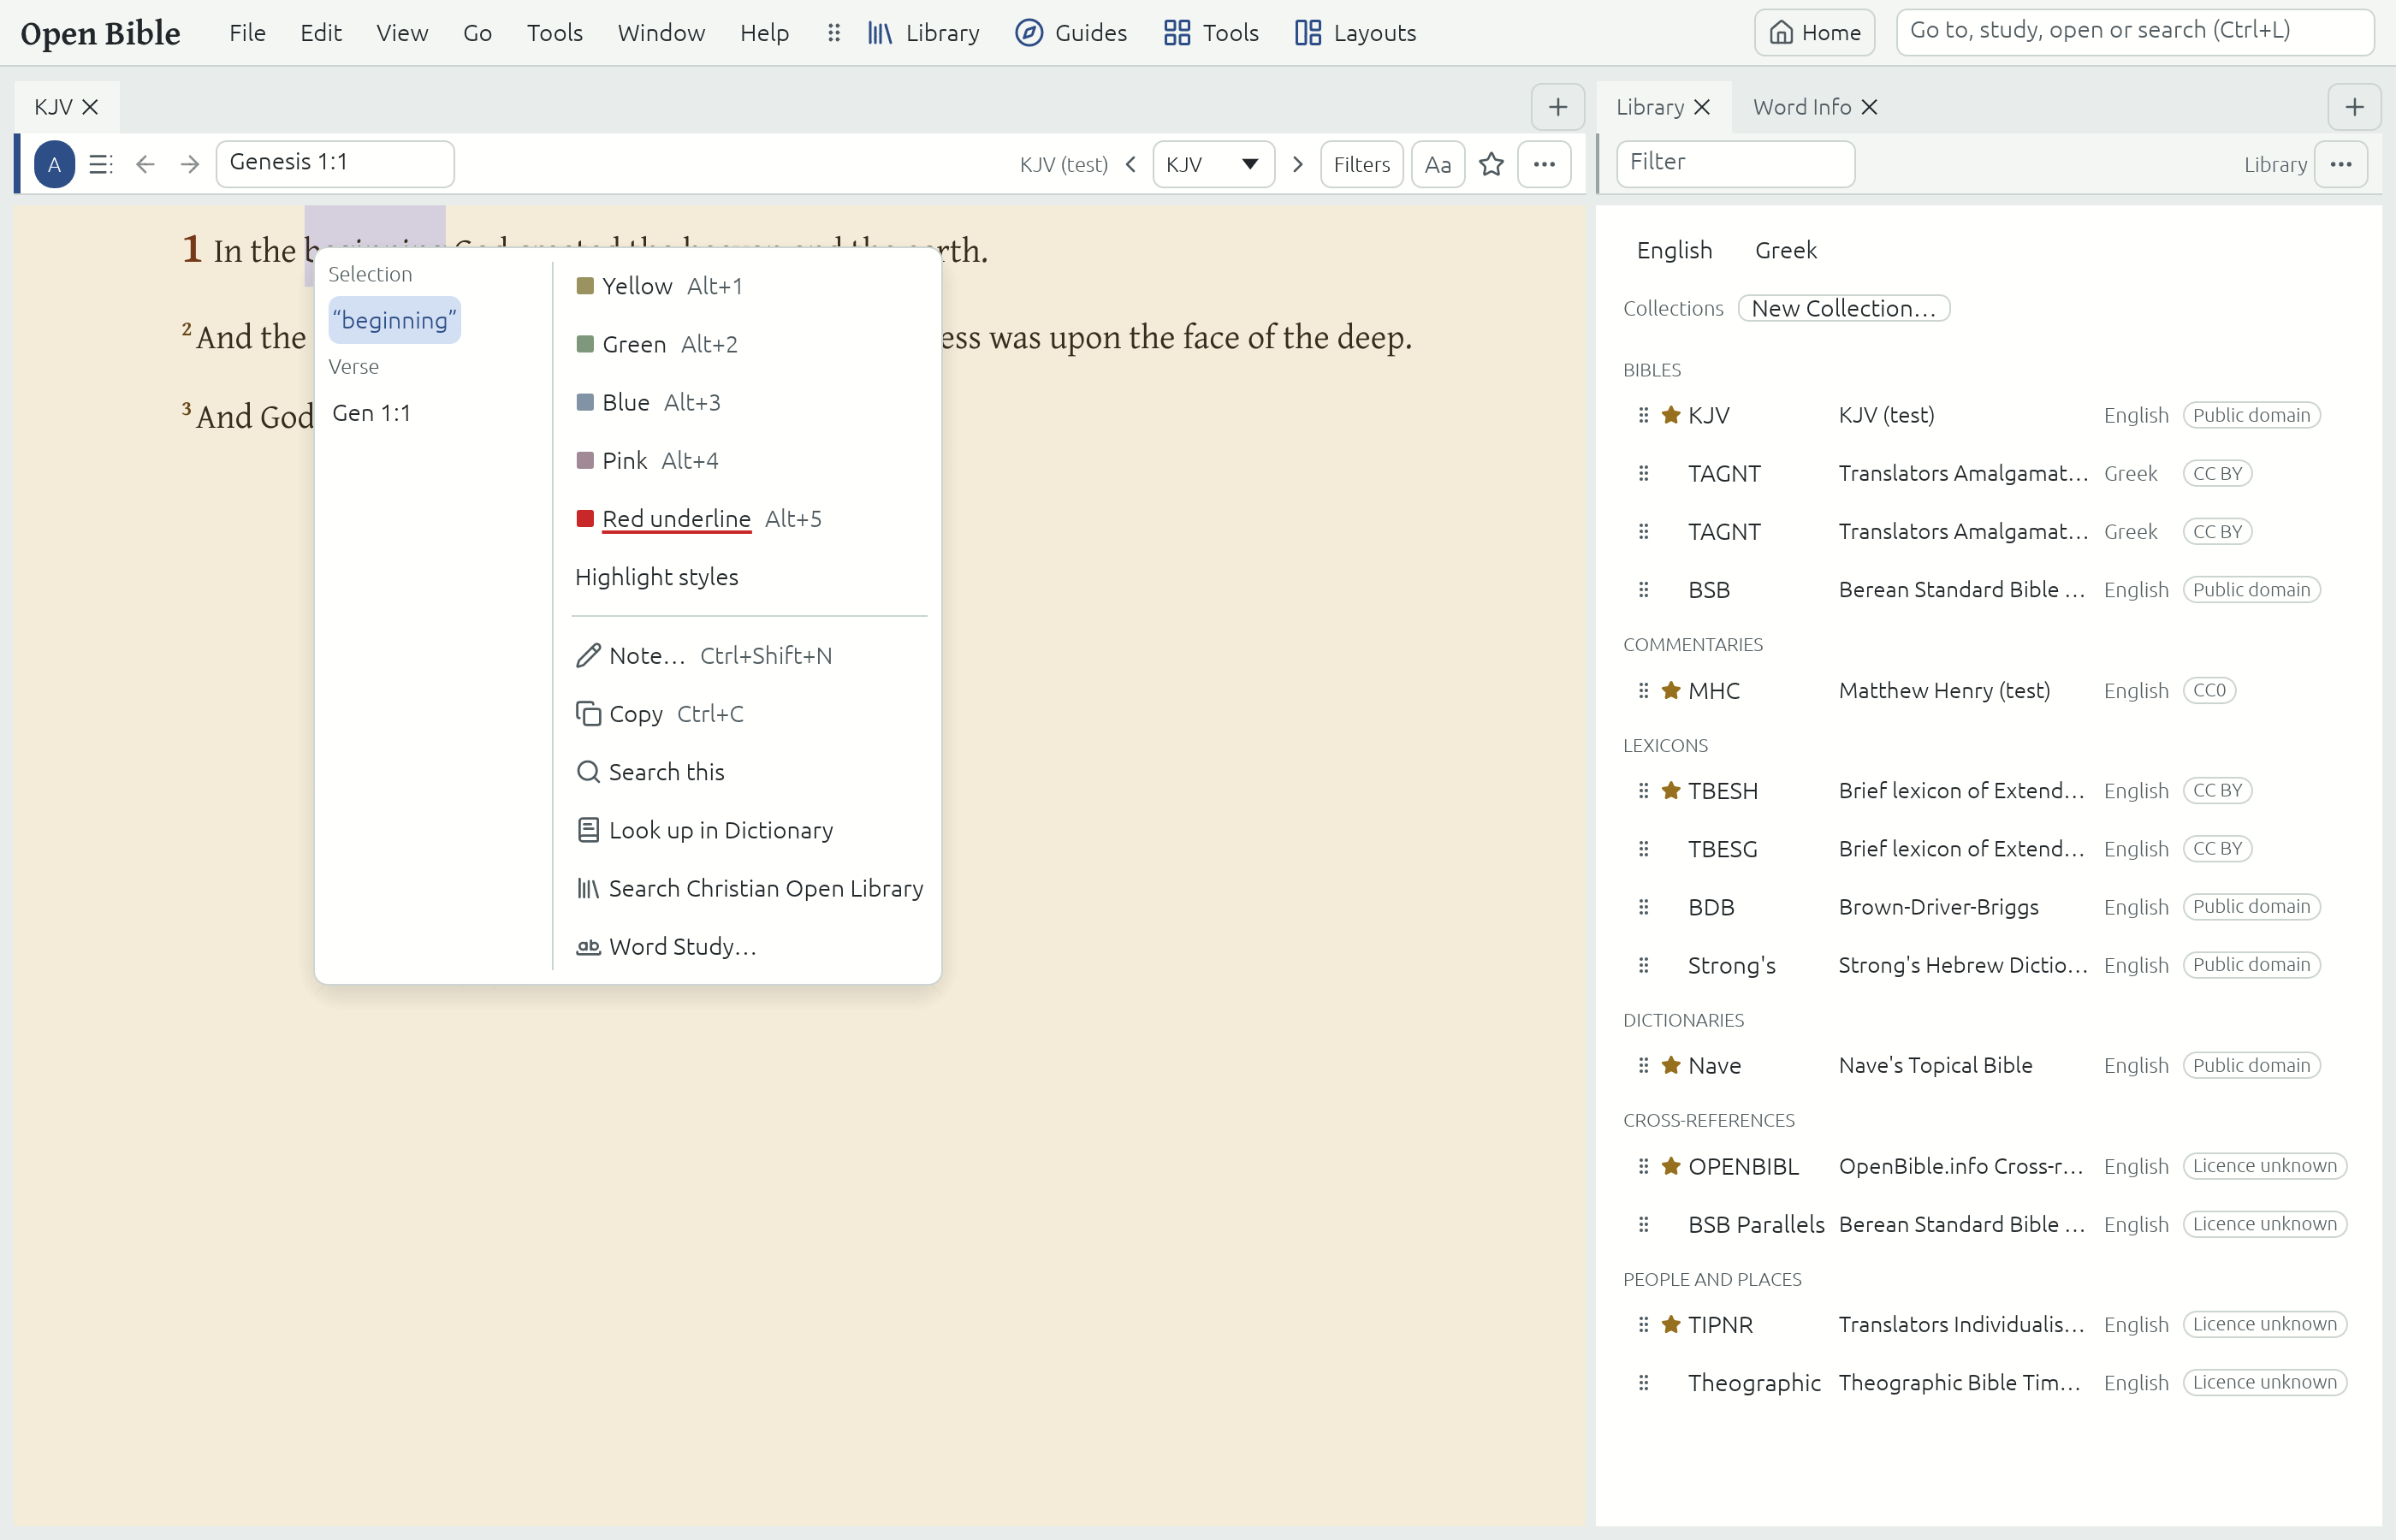 Open Bible File Edit View Go Tools Window Help Library Guides Tools Layouts Home Go to, study, open or search (Ctrl+L)
KJV
Library Word Info
A Genesis 1:1 KJV (test) KJV Filters Aa
Filter Library
1 In the God created the heaven and the earth.
2 And the ess was upon the face of the deep.
3 And God
Selection
“beginning”
Verse
Gen 1:1
Yellow Alt+1
Green Alt+2
Blue Alt+3
Pink Alt+4
Red underline Alt+5
Highlight styles
Note… Ctrl+Shift+N
Copy Ctrl+C
Search this
Look up in Dictionary
Search Christian Open Library
Word Study…
English Greek
Collections New Collection…
BIBLES
KJV KJV (test) English Public domain
TAGNT Translators Amalgamat… Greek CC BY
TAGNT Translators Amalgamat… Greek CC BY
BSB Berean Standard Bible … English Public domain
COMMENTARIES
MHC Matthew Henry (test) English CC0
LEXICONS
TBESH Brief lexicon of Extend… English CC BY
TBESG Brief lexicon of Extend… English CC BY
BDB Brown-Driver-Briggs English Public domain
Strong's Strong's Hebrew Dictio… English Public domain
DICTIONARIES
Nave Nave's Topical Bible English Public domain
CROSS-REFERENCES
OPENBIBL OpenBible.info Cross-r… English Licence unknown
BSB Parallels Berean Standard Bible … English Licence unknown
PEOPLE AND PLACES
TIPNR Translators Individualis… English Licence unknown
Theographic Theographic Bible Tim… English Licence unknown